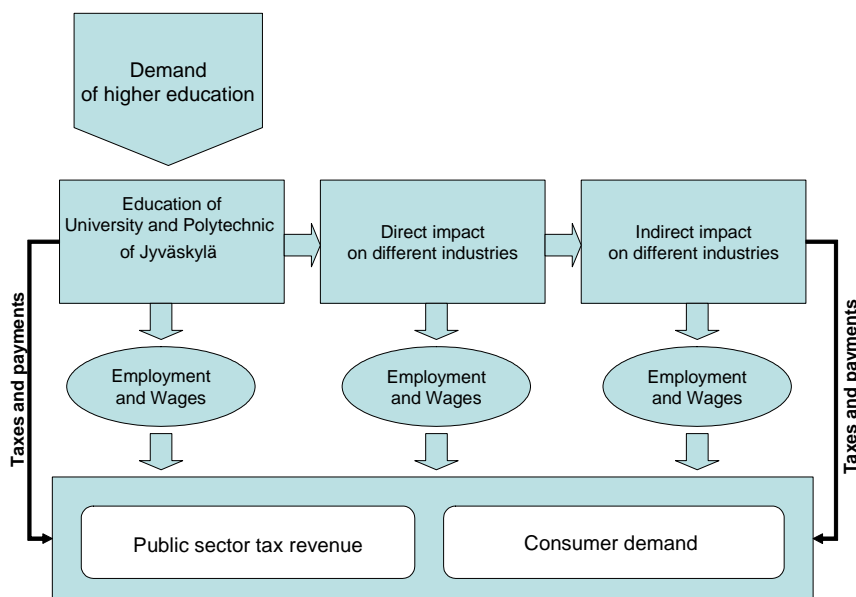 Demand
of higher education
Education of
University and Polytechnic
of Jyväskylä
Direct impact
on different industries
Indirect impact
on different industries
Taxes and payments
Employment
and Wages
Employment
and Wages
Employment
and Wages
Taxes and payments
Public sector tax revenue
Consumer demand